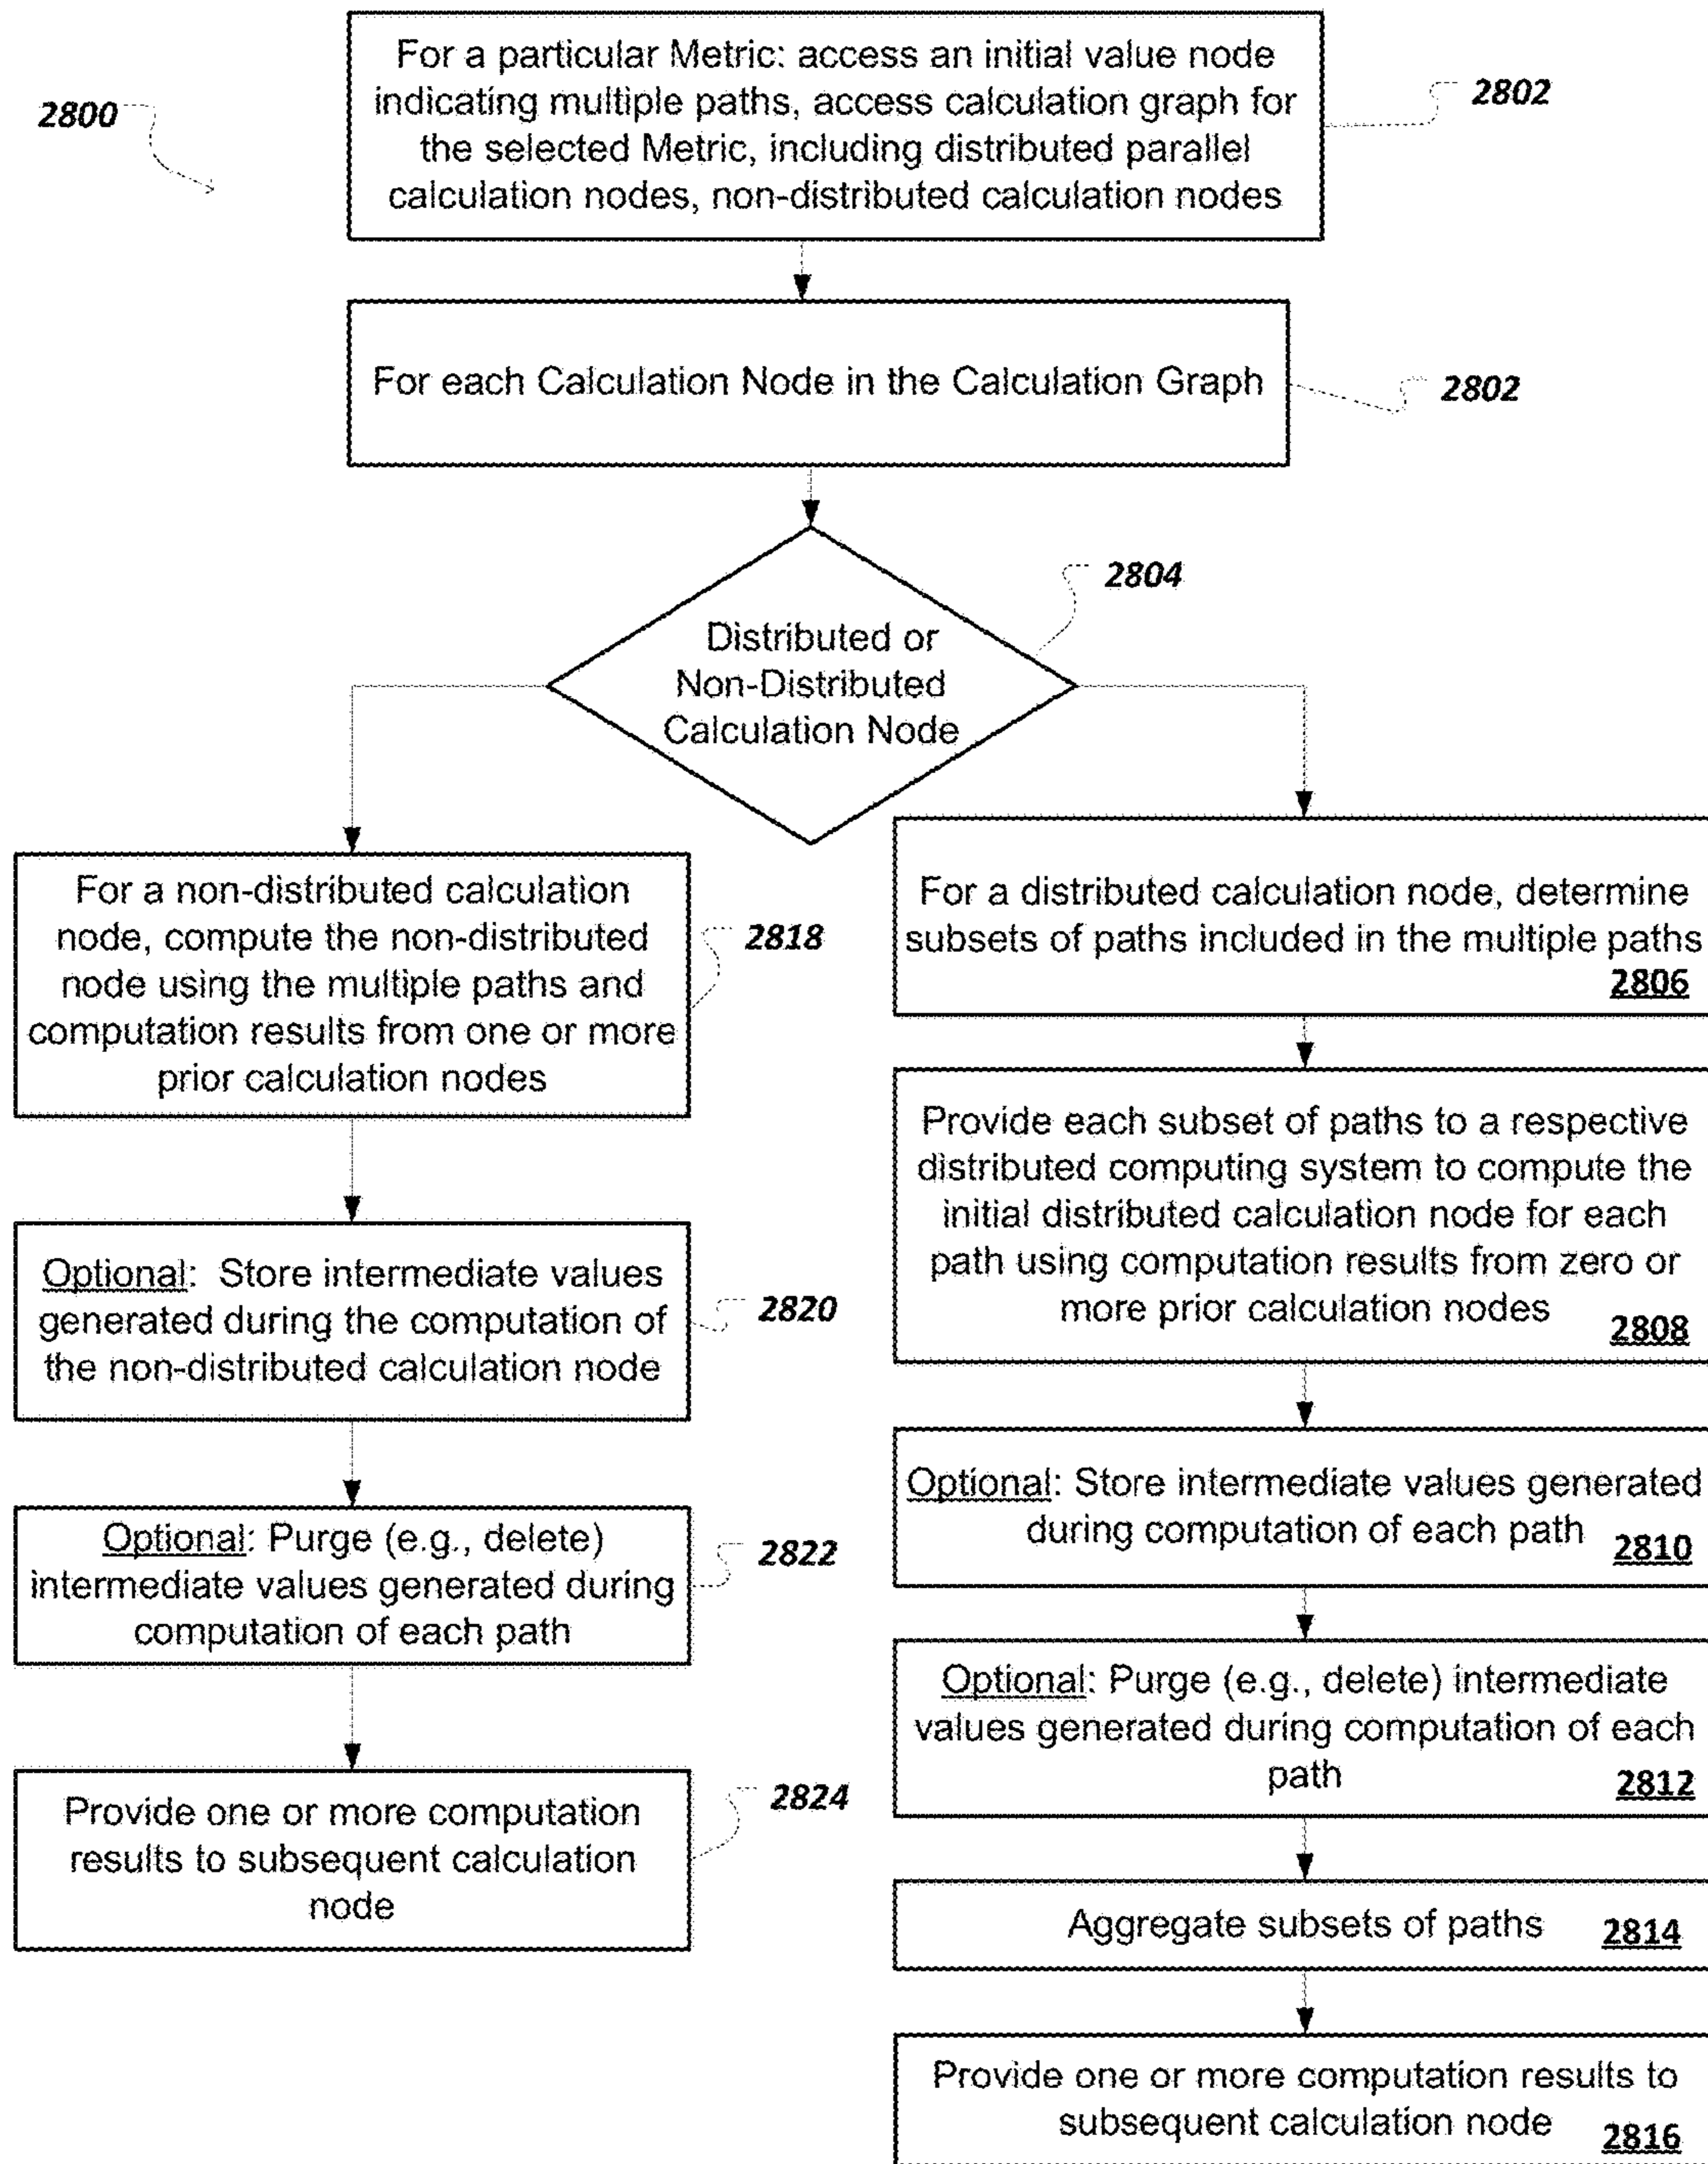 2800
For a particular Metric: access an initial value node
indicating multiple paths, access calculation graph for
the selected Metric, including distributed parallel
calculation nodes, non-distributed calculation nodes
2802
For each Calculation Node in the Calculation Graph
2802
Distributed or
Non-Distributed
Calculation Node
2804
For a non-distributed calculation
node, compute the non-distributed
node using the multiple paths and
computation results from one or more
prior calculation nodes
2818
Optional: Store intermediate values
generated during the computation of
the non-distributed calculation node
2820
Optional: Purge (e.g., delete)
intermediate values generated during
computation of each path
2822
Provide one or more computation
results to subsequent calculation
node
2824
For a distributed calculation node, determine
subsets of paths included in the multiple paths
2806
Provide each subset of paths to a respective
distributed computing system to compute the
initial distributed calculation node for each
path using computation results from zero or
more prior calculation nodes
2808
Optional: Store intermediate values generated
during computation of each path
2810
Optional: Purge (e.g., delete) intermediate
values generated during computation of each
path
2812
Aggregate subsets of paths
2814
Provide one or more computation results to
subsequent calculation node
2816